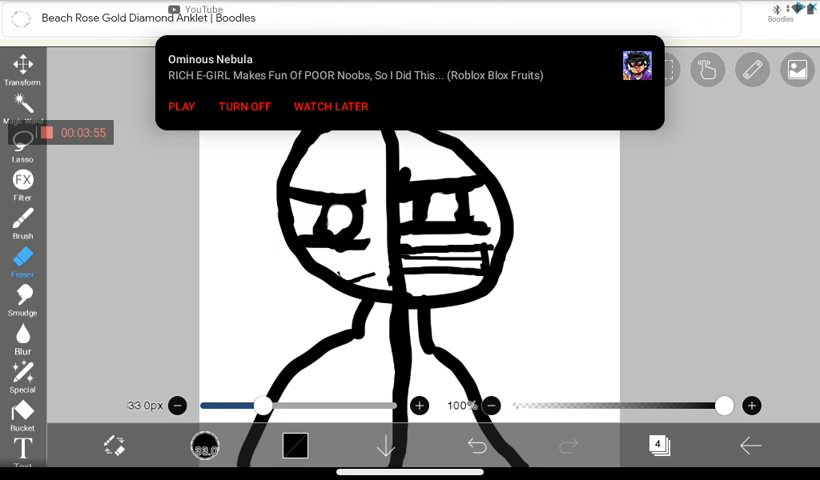 YouTube
Beach Rose Gold Diamond Anklet | Boodles
Boodles
Ominous Nebula
RICH E-GIRL Makes Fun Of POOR Noobs, So I Did This... (Roblox Blox Fruits)
PLAY TURN OFF WATCH LATER
Transform
Magic Wand
00:03:55
Lasso
FX
Filter
Brush
Eraser
Smudge
Blur
Special
Bucket
T
Text
33.0px
100%
33.0
4